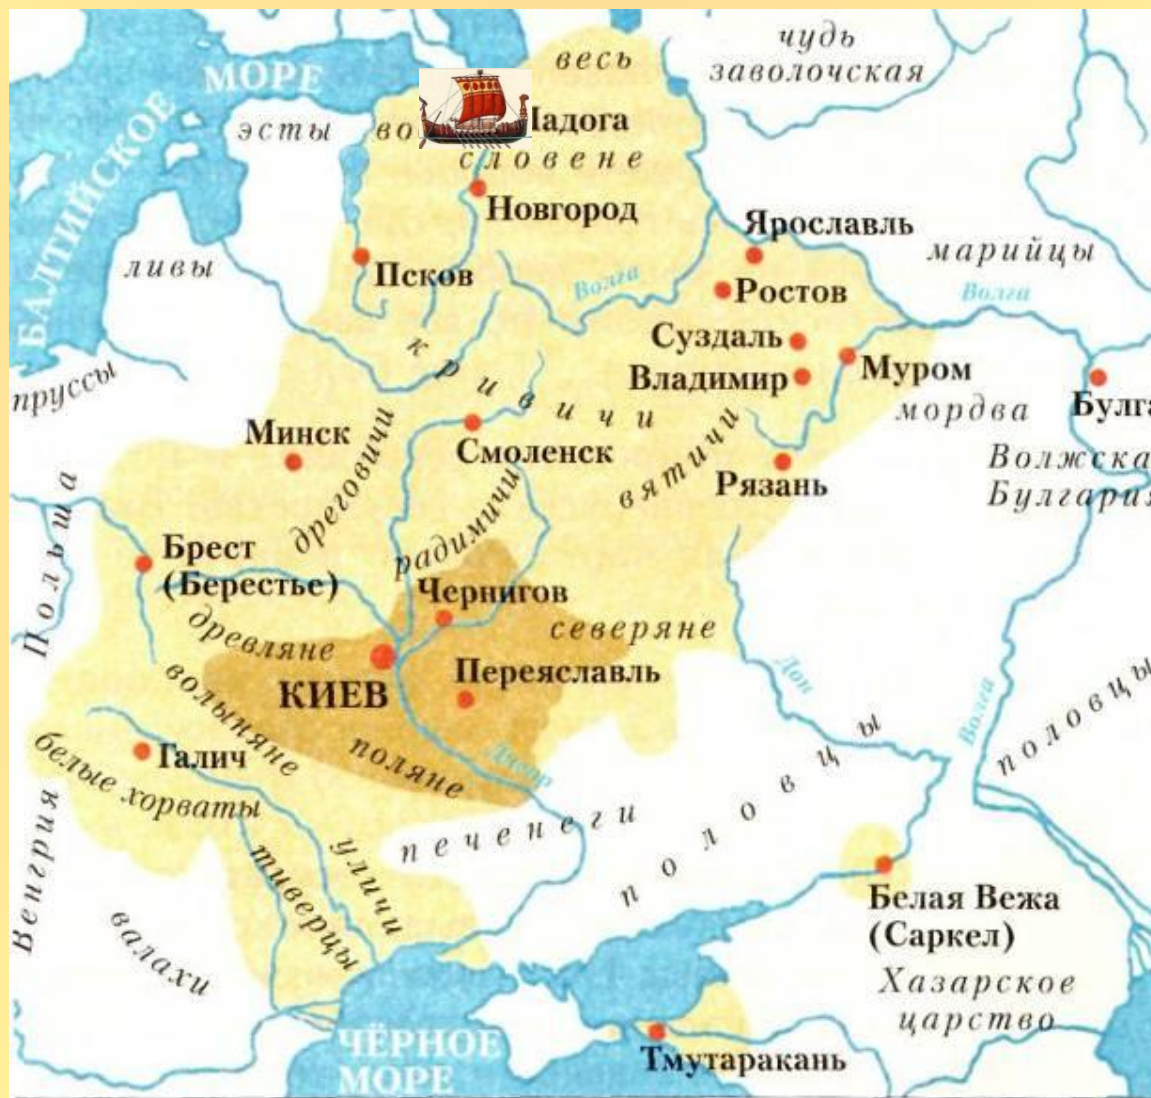 чудь
заволочская
весь
МОРЕ
БАЛТИЙСКОЕ
эсты
во
Ладога
словене
Новгород
Ярославль
марийцы
ливы
Псков
Волга
Волга
Ростов
Суздаль
Муром
Владимир
кривичи
пруссы
мордва
Булга
Минск
дреговичи
Смоленск
вятичи
Рязань
Волжска
Булгария
Польша
радимичи
Брест
(Берестье)
Чернигов
северяне
древляне
КИЕВ
Переяславль
волыняне
Дон
Волга
половцы
Галич
поляне
Днепр
белые хорваты
печенеги
половцы
Венгрия
уличи
тиверцы
валахи
Белая Вежа
(Саркел)
Хазарское
царство
ЧЁРНОЕ
МОРЕ
Тмутаракань